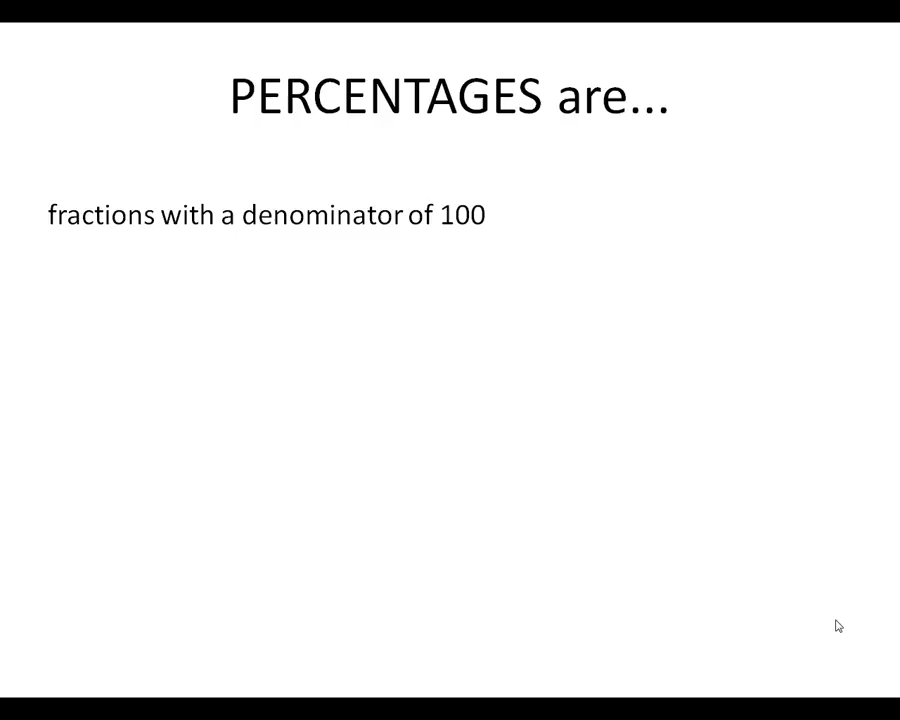 PERCENTAGES are...
fractions with a denominator of 100